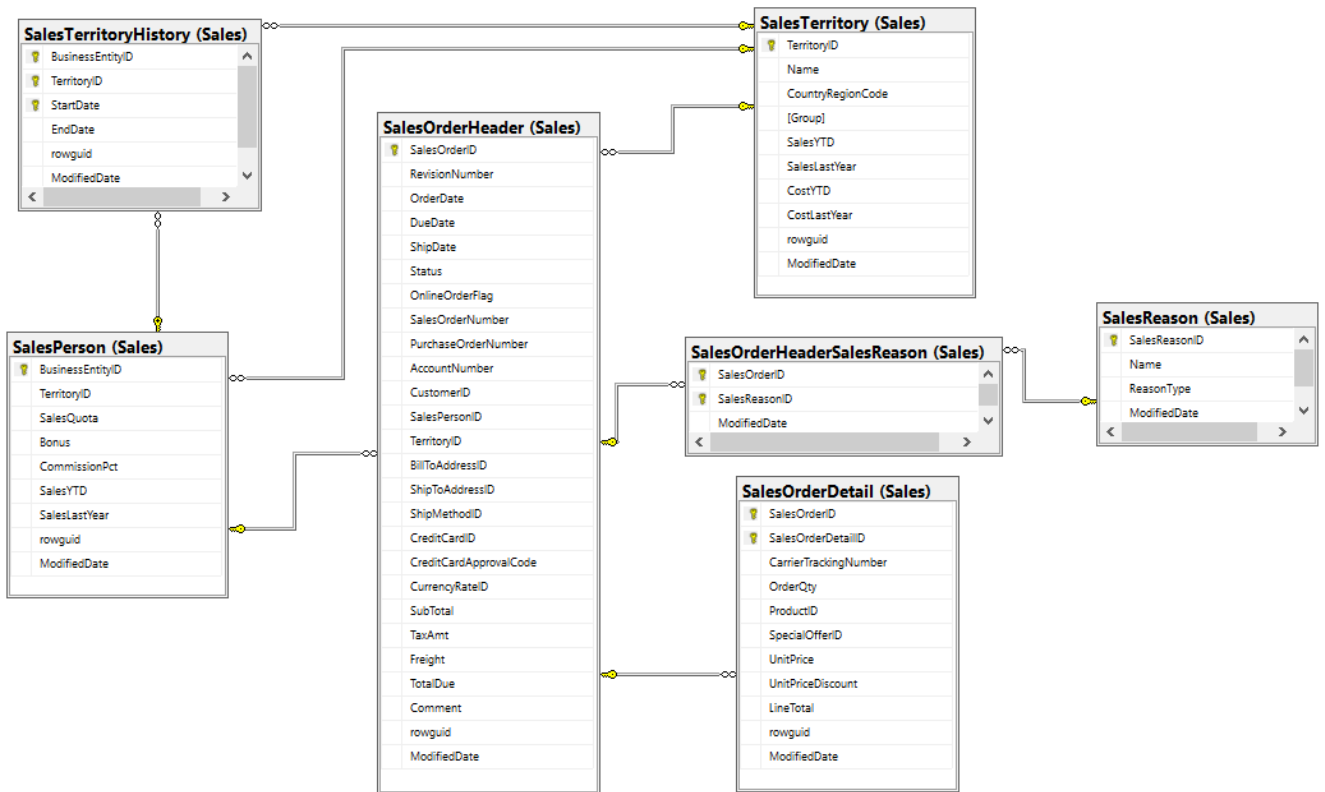 SalesTerritoryHistory (Sales)
BusinessEntityID
TerritoryID
StartDate
EndDate
rowguid
ModifiedDate
SalesTerritory (Sales)
TerritoryID
Name
CountryRegionCode
[Group]
SalesYTD
SalesLastYear
CostYTD
CostLastYear
rowguid
ModifiedDate
SalesOrderHeader (Sales)
SalesOrderID
RevisionNumber
OrderDate
DueDate
ShipDate
Status
OnlineOrderFlag
SalesOrderNumber
PurchaseOrderNumber
AccountNumber
CustomerID
SalesPersonID
TerritoryID
BillToAddressID
ShipToAddressID
ShipMethodID
CreditCardID
CreditCardApprovalCode
CurrencyRateID
SubTotal
TaxAmt
Freight
TotalDue
Comment
rowguid
ModifiedDate
SalesPerson (Sales)
BusinessEntityID
TerritoryID
SalesQuota
Bonus
CommissionPct
SalesYTD
SalesLastYear
rowguid
ModifiedDate
SalesOrderHeaderSalesReason (Sales)
SalesOrderID
SalesReasonID
ModifiedDate
SalesReason (Sales)
SalesReasonID
Name
ReasonType
ModifiedDate
SalesOrderDetail (Sales)
SalesOrderID
SalesOrderDetailID
CarrierTrackingNumber
OrderQty
ProductID
SpecialOfferID
UnitPrice
UnitPriceDiscount
LineTotal
rowguid
ModifiedDate